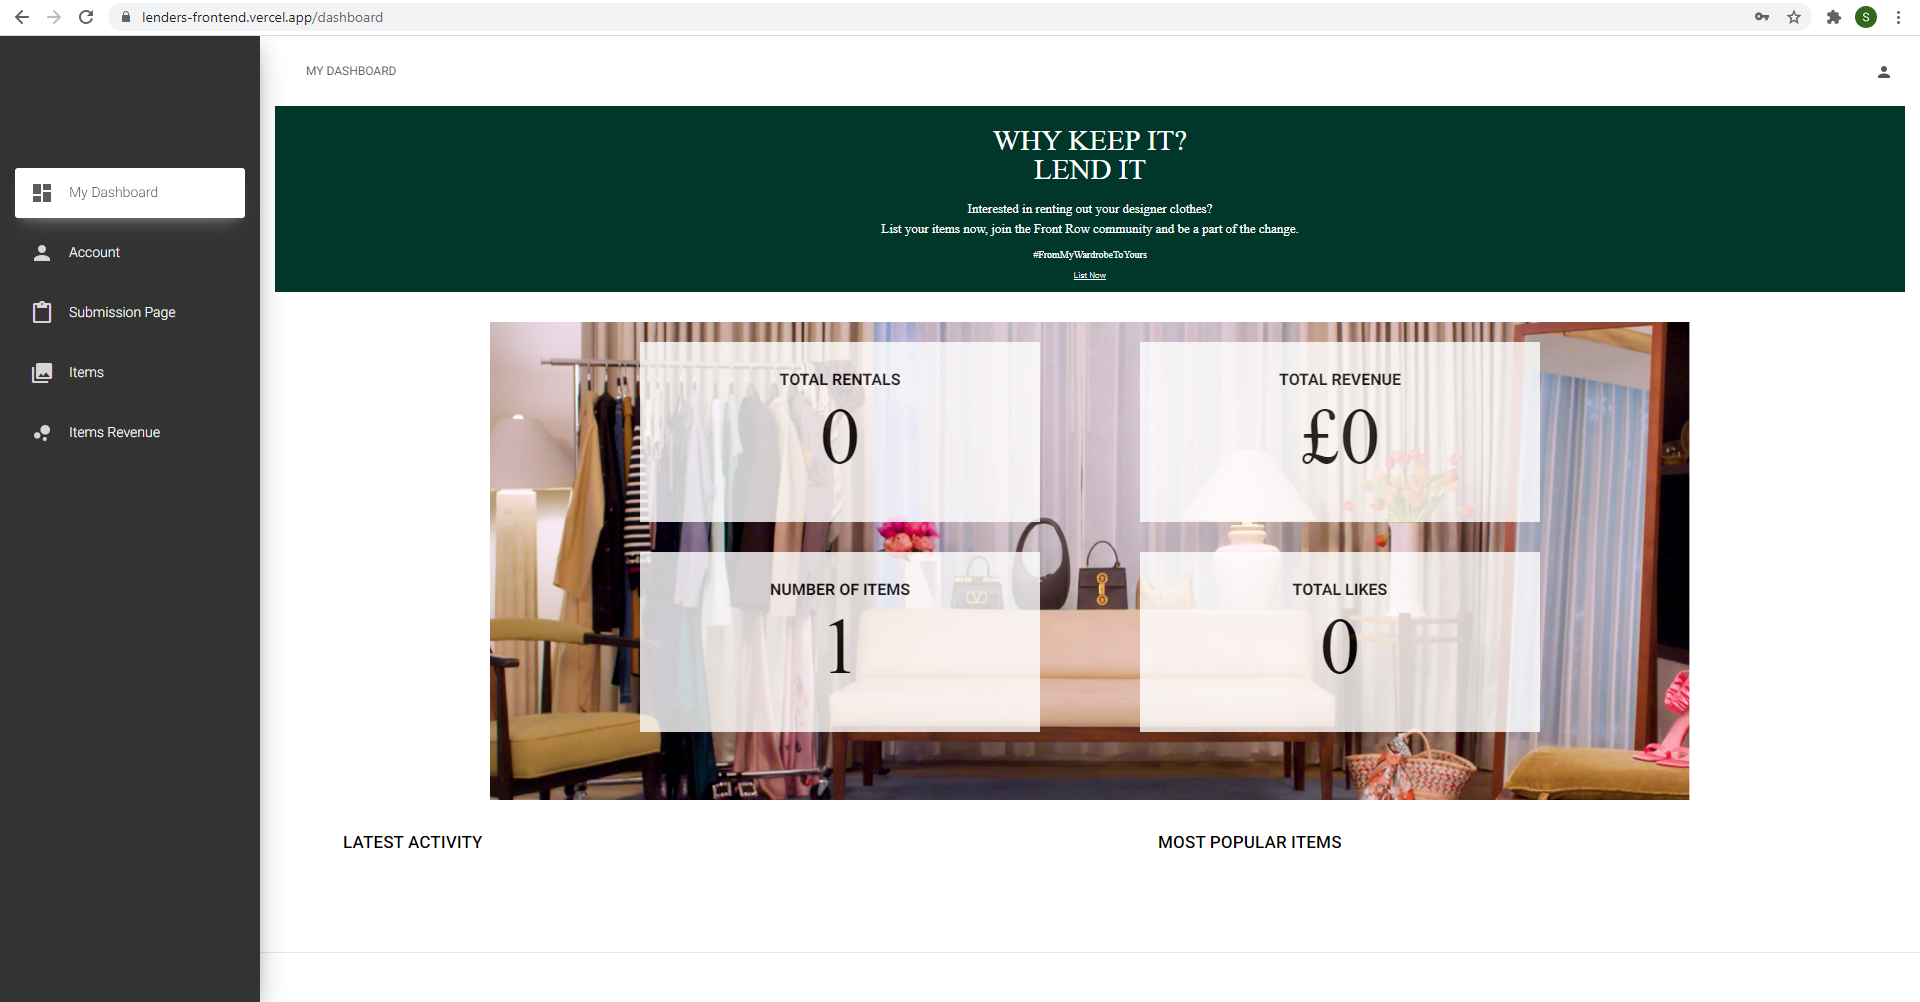 lenders-frontend.vercel.app/dashboard
S
MY DASHBOARD
My Dashboard
Account
Submission Page
Items
Items Revenue
WHY KEEP IT?
LEND IT
Interested in renting out your designer clothes?
List your items now, join the Front Row community and be a part of the change.
#FromMyWardrobeToYours
List Now
TOTAL RENTALS
0
TOTAL REVENUE
£0
NUMBER OF ITEMS
1
TOTAL LIKES
0
LATEST ACTIVITY
MOST POPULAR ITEMS